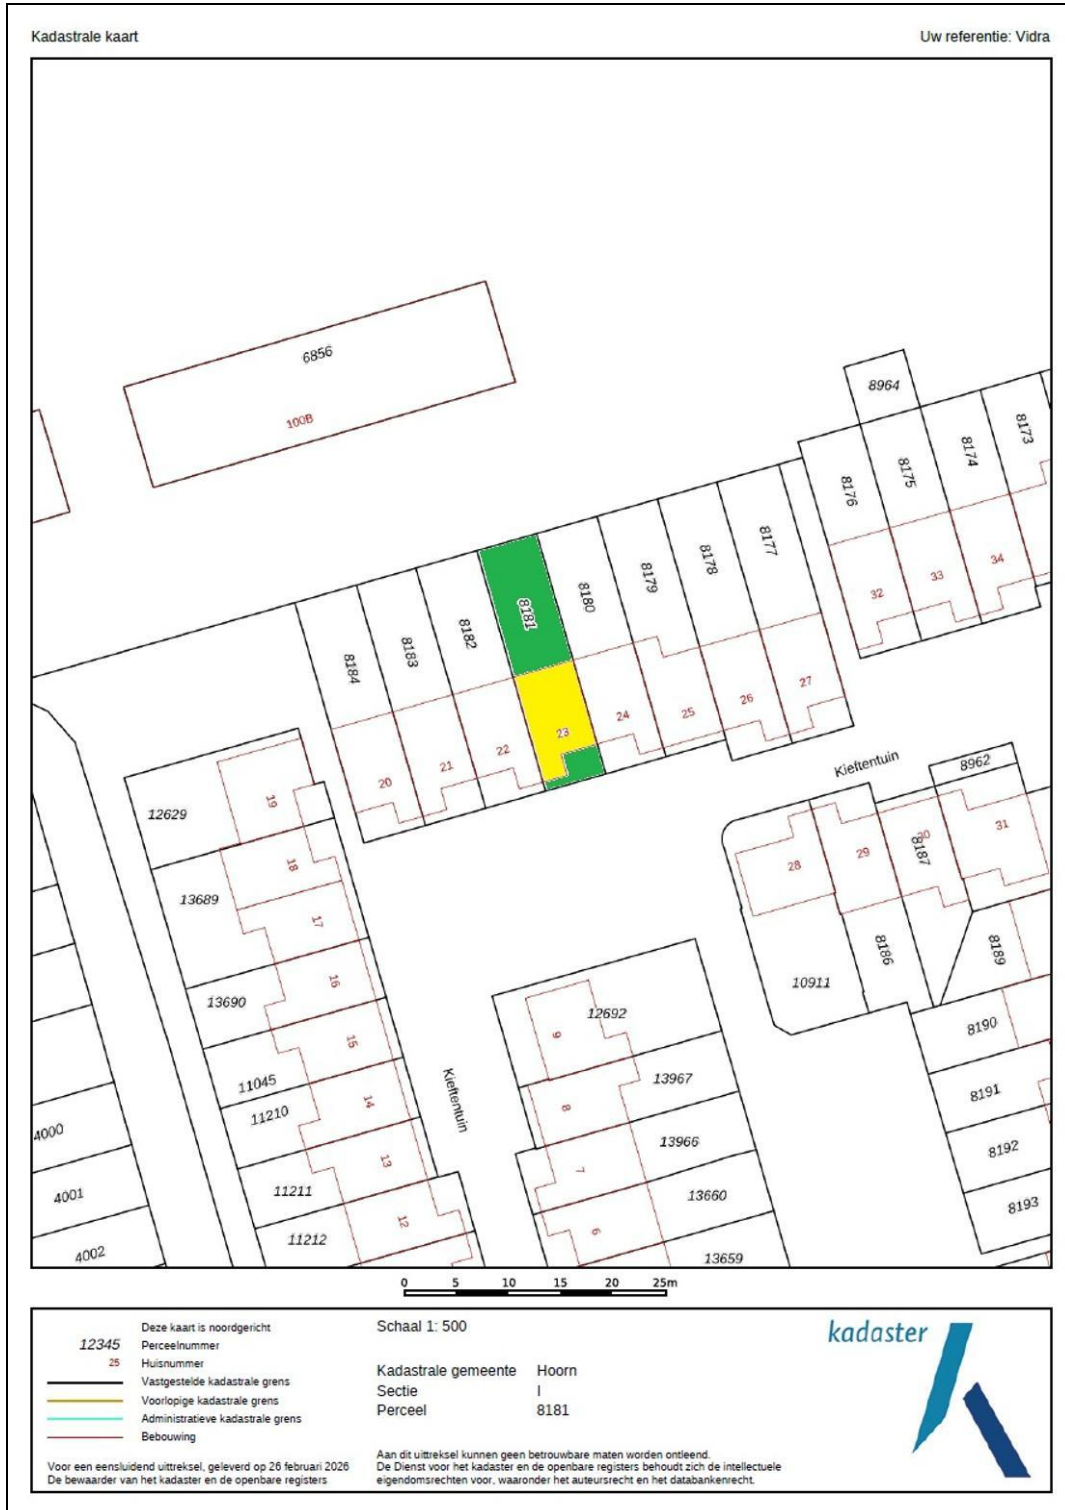 Kadastrale kaart
Uw referentie: Vidra
6856
100B
8964
8173
8174
8175
8176
34
33
32
8177
8178
8179
8180
8181
8182
8183
8184
27
26
25
24
23
22
21
20
Kieftentuin
8962
12629
19
18
13689
17
16
13690
15
11045
14
11210
13
11211
12
11212
Kieftentuin
28
29
30
8187
31
8186
8189
10911
8190
8191
8192
8193
12692
9
13967
8
13966
7
13660
6
13659
4000
4001
4002
0 5 10 15 20 25m
Deze kaart is noordgericht
12345 Perceelnummer
25 Huisnummer
Vastgestelde kadastrale grens
Voorlopige kadastrale grens
Administratieve kadastrale grens
Bebouwing
Voor een eensluidend uittreksel, geleverd op 26 februari 2026
De bewaarder van het kadaster en de openbare registers
Schaal 1: 500
Kadastrale gemeente Hoorn
Sectie I
Perceel 8181
Aan dit uittreksel kunnen geen betrouwbare maten worden ontleend.
De Dienst voor het kadaster en de openbare registers behoudt zich de intellectuele
eigendomsrechten voor, waaronder het auteursrecht en het databankenrecht.
kadaster